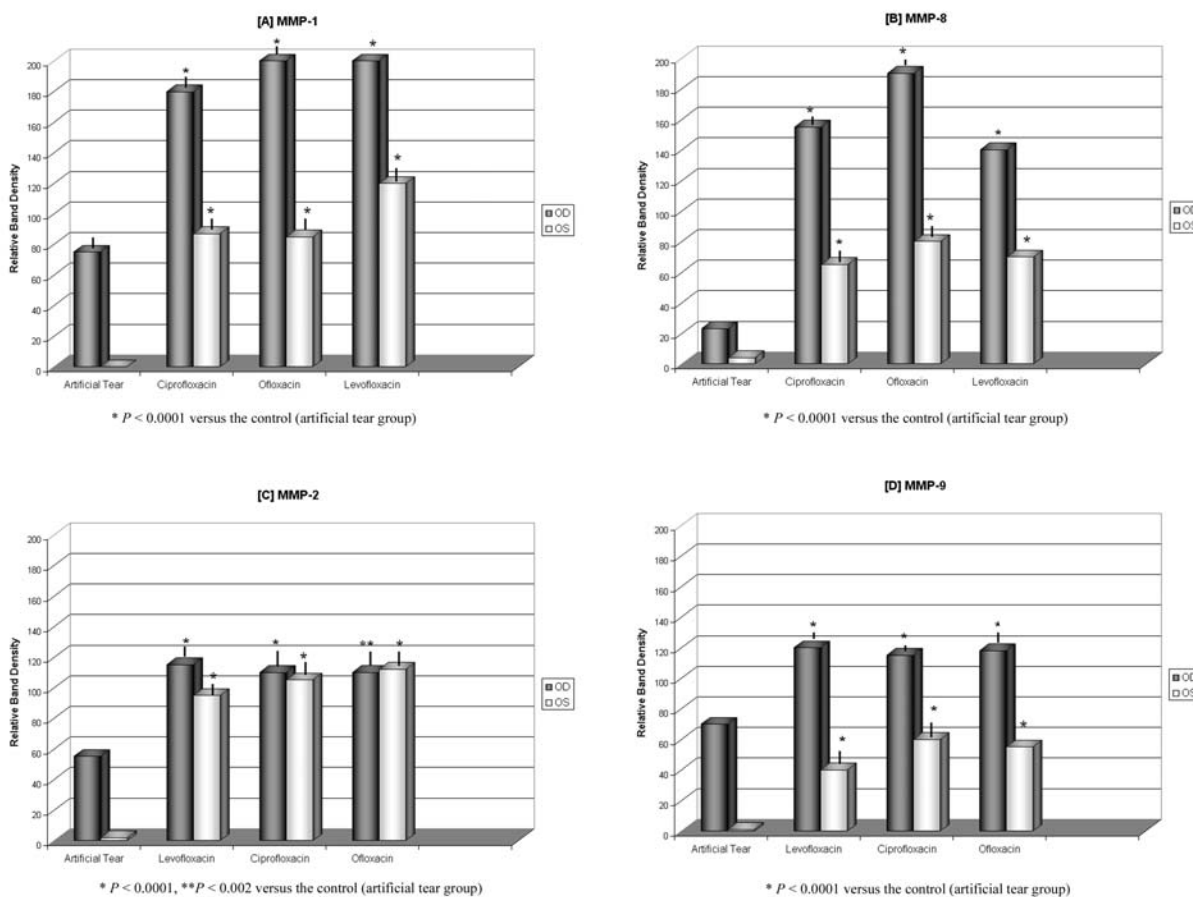 [A] MMP-1
Relative Band Density
200
180
160
140
120
100
80
60
40
20
0
* * *
* * *
Artificial Tear Ciprofloxacin Ofloxacin Levofloxacin
OD
OS
* P < 0.0001 versus the control (artificial tear group)
[B] MMP-8
Relative Band Density
200
180
160
140
120
100
80
60
40
20
0
* * *
* * *
Artificial Tear Ciprofloxacin Ofloxacin Levofloxacin
OD
OS
* P < 0.0001 versus the control (artificial tear group)
[C] MMP-2
Relative Band Density
200
180
160
140
120
100
80
60
40
20
0
* * * * ** *
Artificial Tear Levofloxacin Ciprofloxacin Ofloxacin
OD
OS
* P < 0.0001, **P < 0.002 versus the control (artificial tear group)
[D] MMP-9
Relative Band Density
200
180
160
140
120
100
80
60
40
20
0
* * *
* * *
Artificial Tear Levofloxacin Ciprofloxacin Ofloxacin
OD
OS
* P < 0.0001 versus the control (artificial tear group)